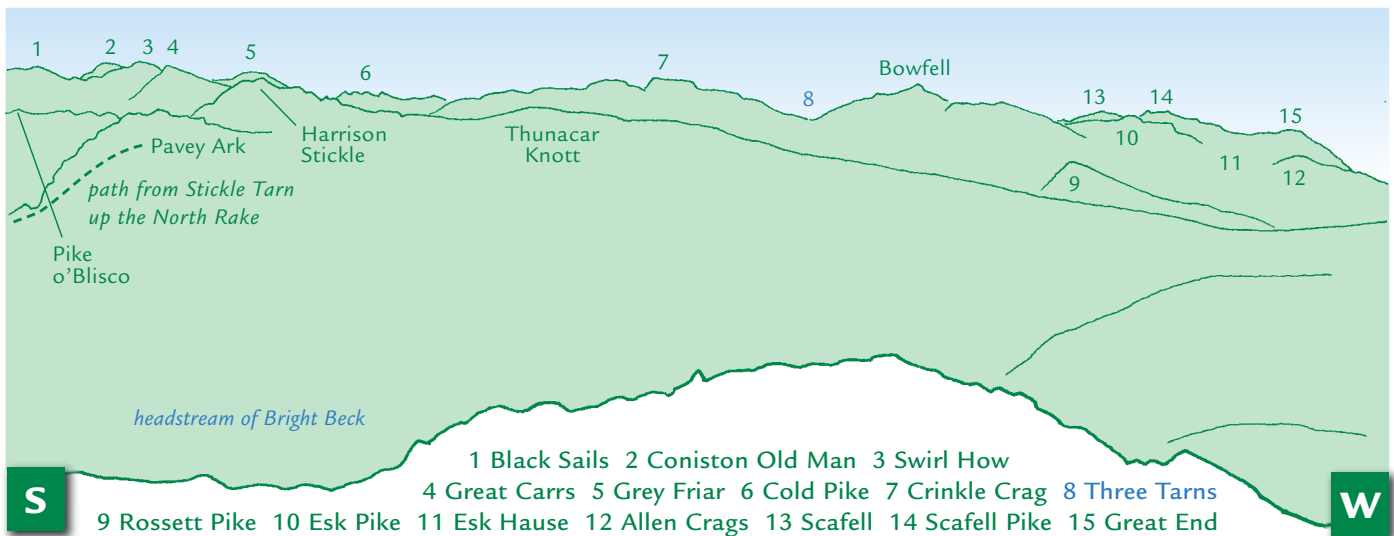 1
2
3
4
5
6
7
8
Bowfell
13
14
15
10
11
12
9
Harrison
Stickle
Thunacar
Knott
Pavey Ark
path from Stickle Tarn
up the North Rake
Pike
o'Blisco
headstream of Bright Beck
S
W
1 Black Sails 2 Coniston Old Man 3 Swirl How
4 Great Carrs 5 Grey Friar 6 Cold Pike 7 Crinkle Crag 8 Three Tarns
9 Rossett Pike 10 Esk Pike 11 Esk Hause 12 Allen Crags 13 Scafell 14 Scafell Pike 15 Great End